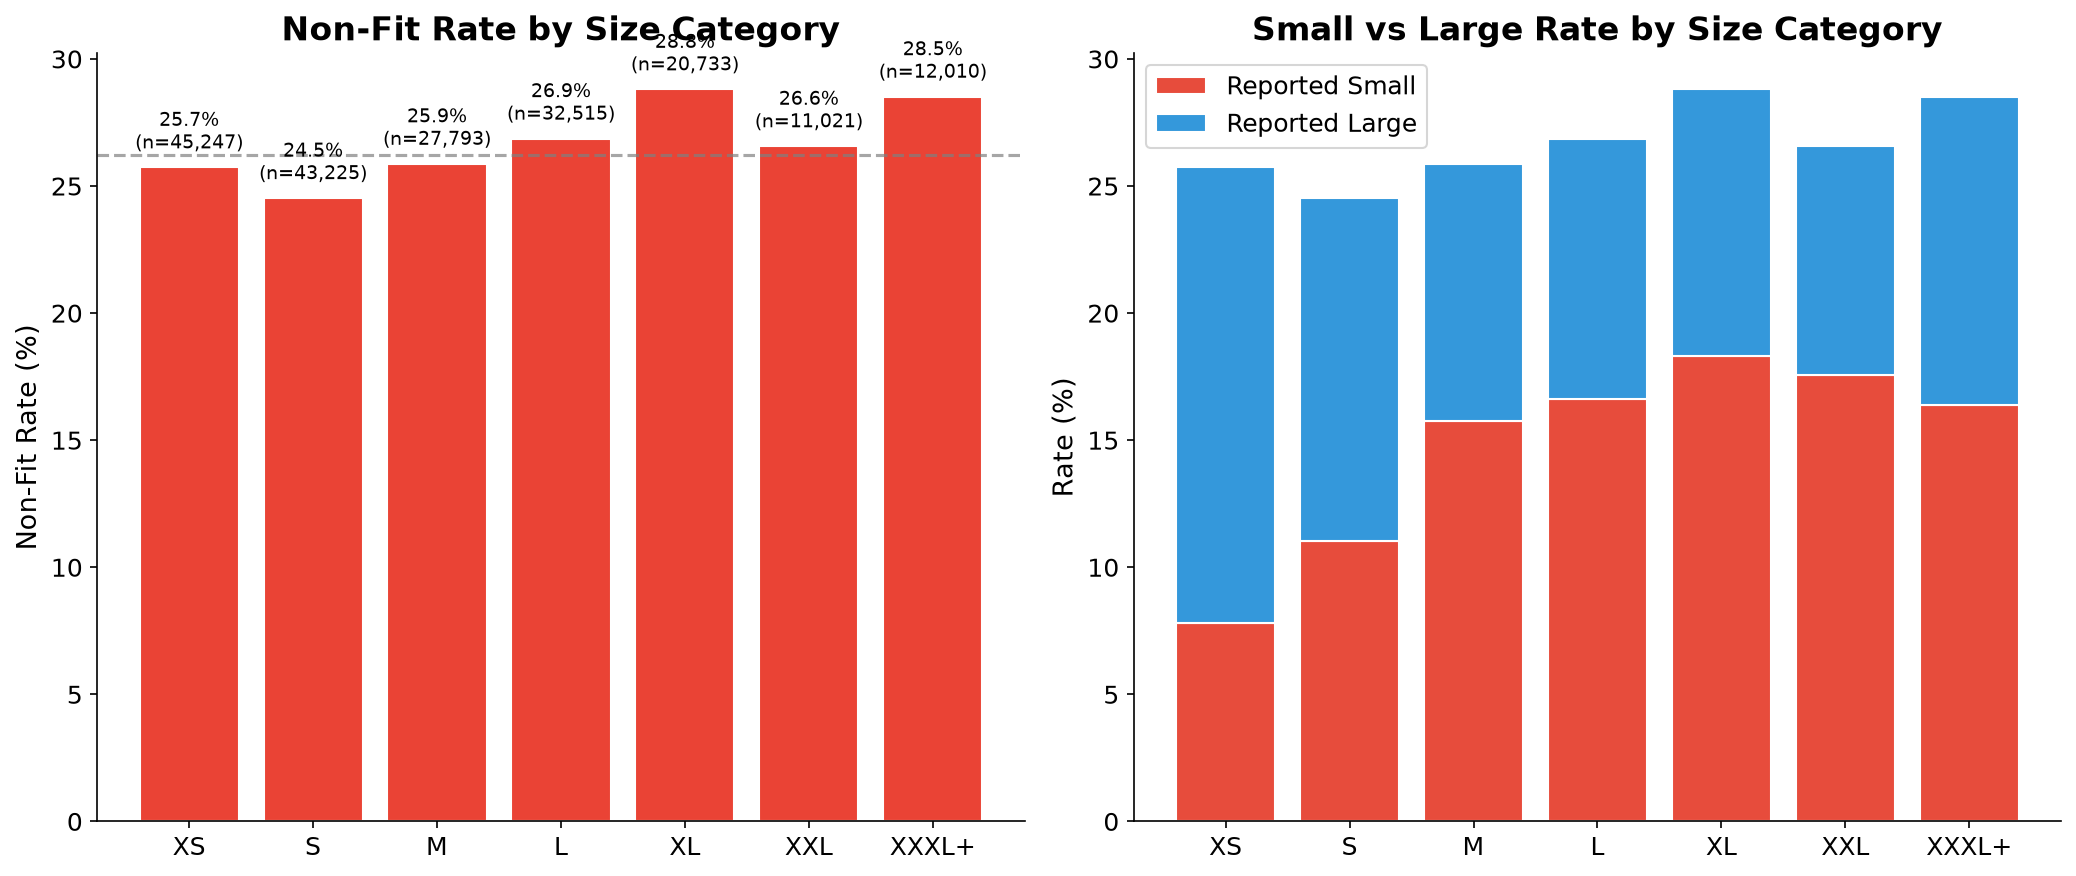 Non-Fit Rate by Size Category
Non-Fit Rate (%)
30
25
20
15
10
5
0
25.7%
(n=45,247)
24.5%
(n=43,225)
25.9%
(n=27,793)
26.9%
(n=32,515)
28.8%
(n=20,733)
26.6%
(n=11,021)
28.5%
(n=12,010)
XS S M L XL XXL XXXL+
Small vs Large Rate by Size Category
Reported Small
Reported Large
Rate (%)
30
25
20
15
10
5
0
XS S M L XL XXL XXXL+